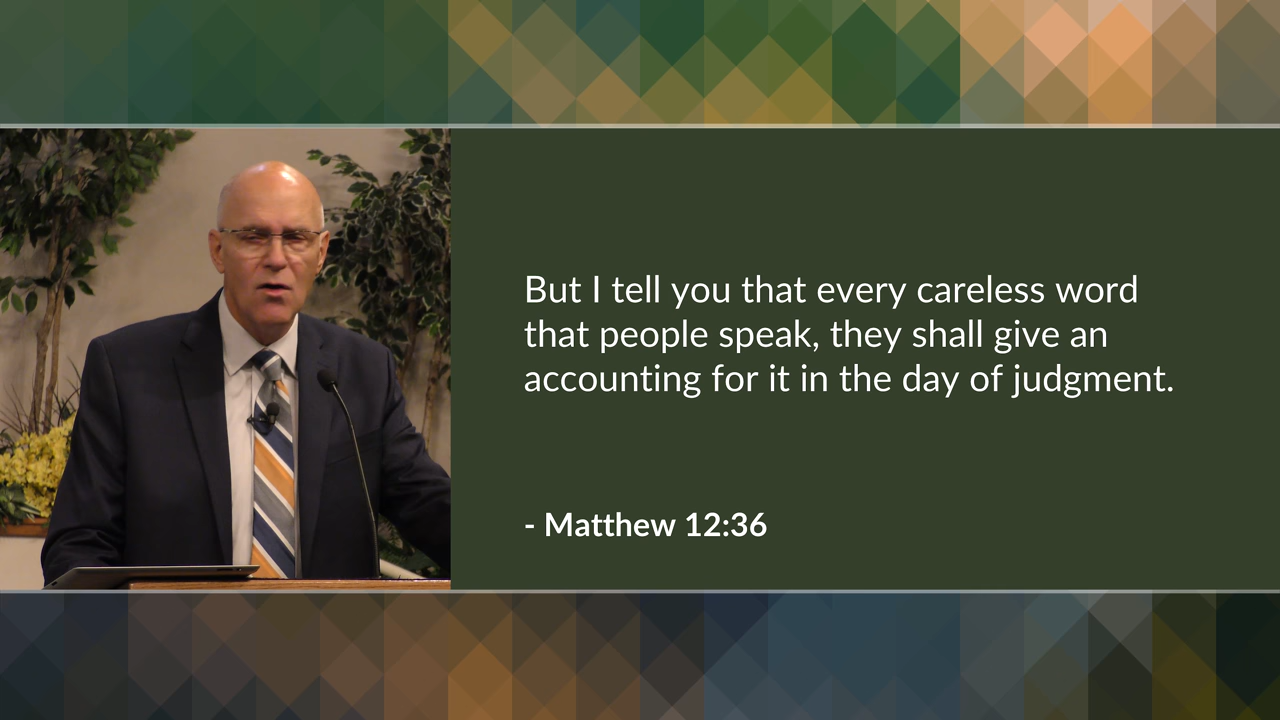 But I tell you that every careless word
that people speak, they shall give an
accounting for it in the day of judgment.
- Matthew 12:36